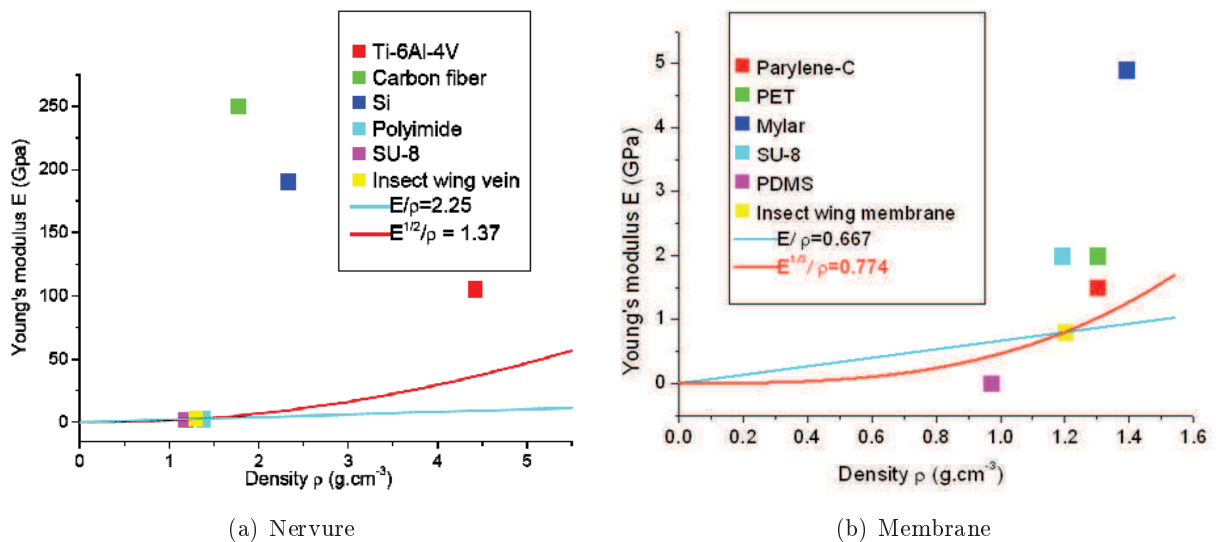 Ti-6Al-4V
Carbon fiber
Si
Polyimide
SU-8
Insect wing vein
E/ρ=2.25
E^1/2/ρ = 1.37
250
200
150
100
50
0
Young's modulus E (Gpa)
0 1 2 3 4 5
Density ρ (g.cm^-3)
(a) Nervure
Parylene-C
PET
Mylar
SU-8
PDMS
Insect wing membrane
E/ ρ=0.667
E^1/3/ ρ=0.774
5
4
3
2
1
0
Young's modulus E (GPa)
0.0 0.2 0.4 0.6 0.8 1.0 1.2 1.4 1.6
Density ρ (g.cm^-3)
(b) Membrane